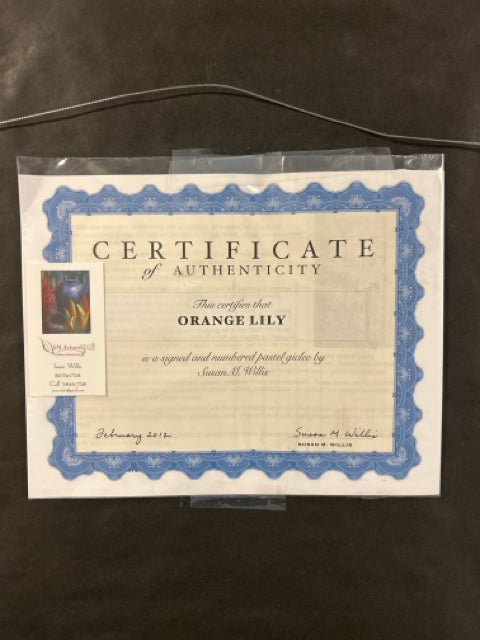 CERTIFICATE
of AUTHENTICITY
This certifies that
ORANGE LILY
is a signed and numbered pastel giclee by
Susan M. Willis
February 2012
Susan M. Willis
SUSAN M. WILLIS
Susan Willis
Cell